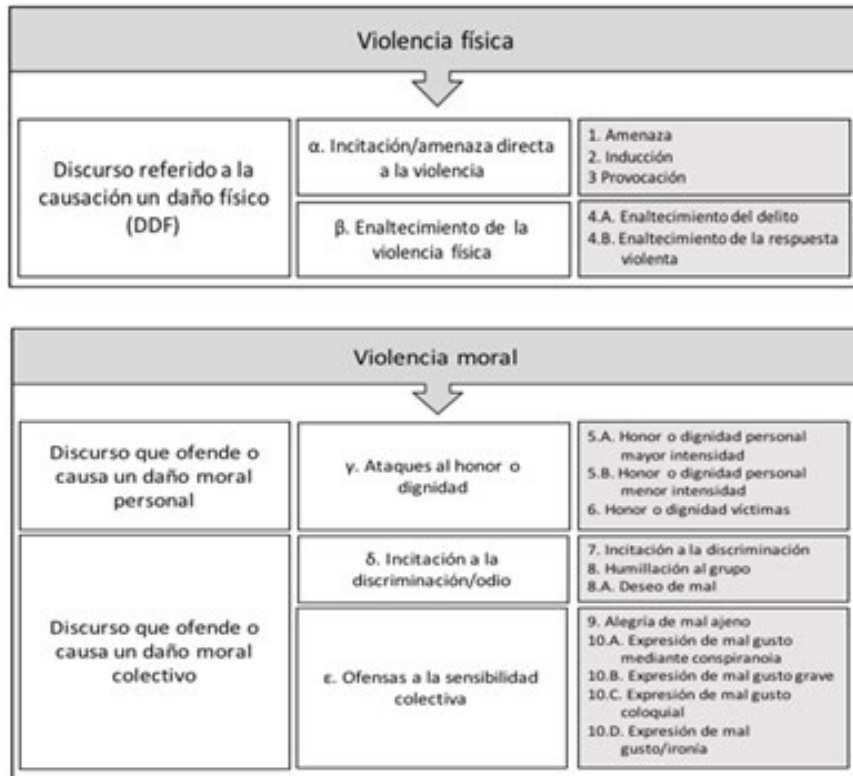 Violencia física
Discurso referido a la
causación un daño físico
(DDF)
α. Incitación/amenaza directa
a la violencia
1. Amenaza
2. Inducción
3 Provocación
β. Enaltecimiento de la
violencia física
4.A. Enaltecimiento del delito
4.B. Enaltecimiento de la respuesta
violenta
Violencia moral
Discurso que ofende o
causa un daño moral
personal
γ. Ataques al honor o
dignidad
5.A. Honor o dignidad personal
mayor intensidad
5.B. Honor o dignidad personal
menor intensidad
6. Honor o dignidad víctimas
Discurso que ofende o
causa un daño moral
colectivo
δ. Incitación a la
discriminación/odio
7. Incitación a la discriminación
8. Humillación al grupo
8.A. Deseo de mal
ε. Ofensas a la sensibilidad
colectiva
9. Alegría de mal ajeno
10.A. Expresión de mal gusto
mediante conspiranoia
10.B. Expresión de mal gusto grave
10.C. Expresión de mal gusto
coloquial
10.D. Expresión de mal
gusto/ironía